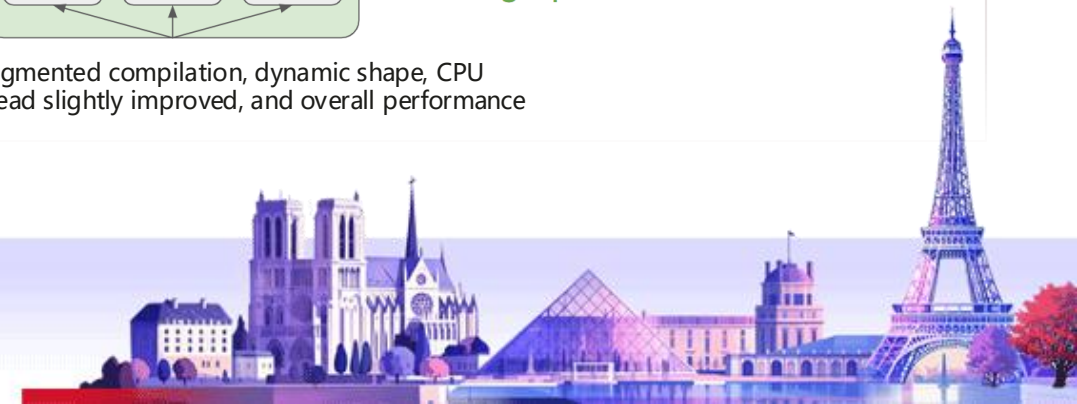 gmented compilation, dynamic shape, CPU
ead slightly improved, and overall performance